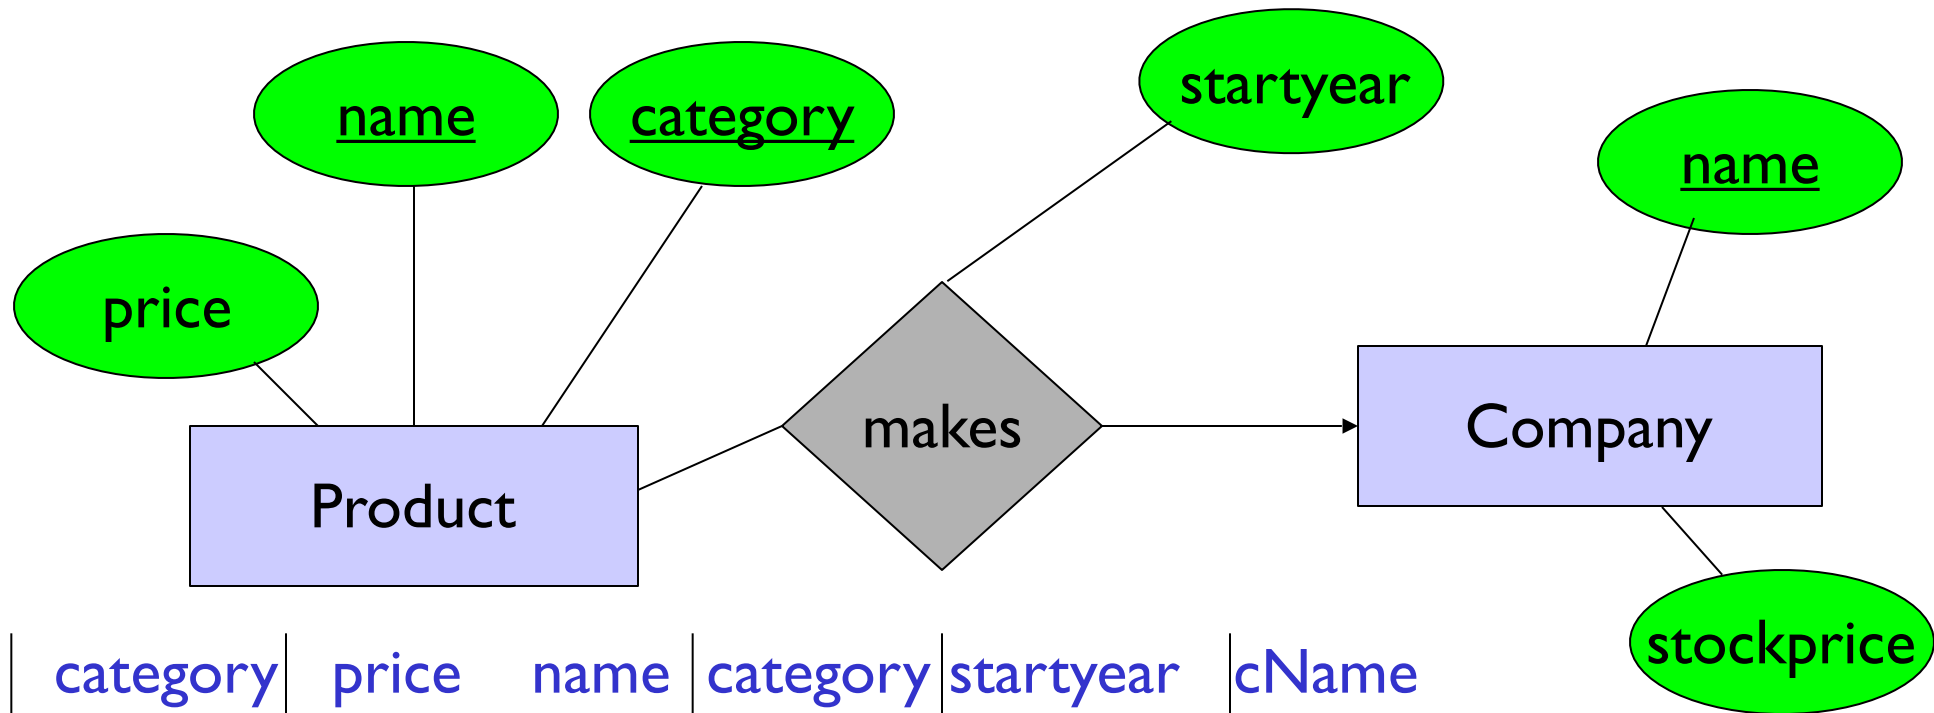 startyear
name category
name
price
makes
Company
Product
stockprice
category price name category startyear cName